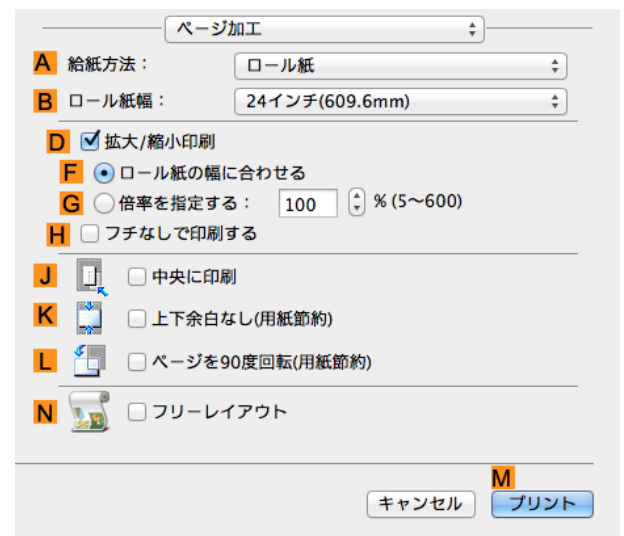 ページ加工
A 給紙方法： ロール紙
B ロール紙幅： 24インチ(609.6mm)
D 拡大/縮小印刷
F ロール紙の幅に合わせる
G 倍率を指定する： 100 % (5〜600)
H フチなしで印刷する
J 中央に印刷
K 上下余白なし(用紙節約)
L ページを90度回転(用紙節約)
N フリーレイアウト
M
キャンセル プリント